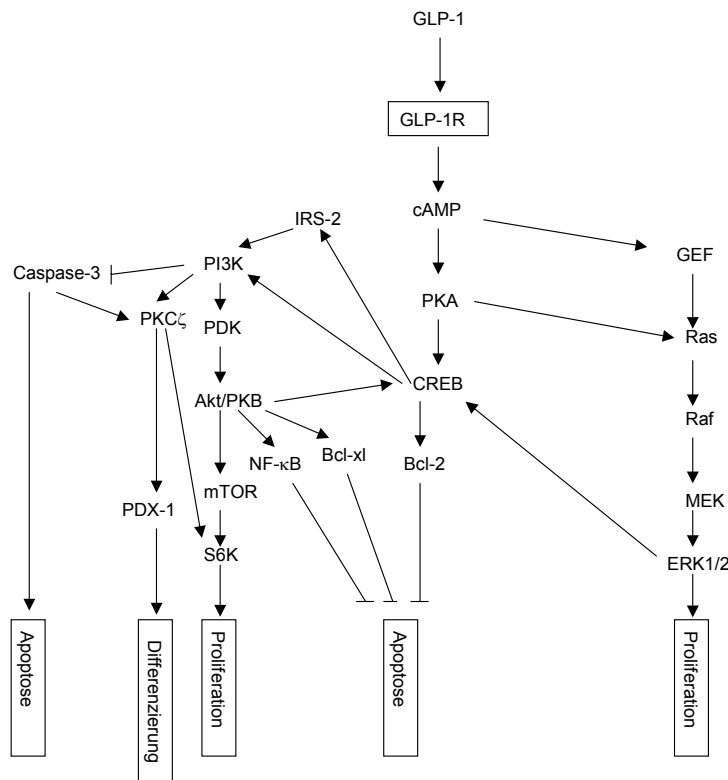 GLP-1
GLP-1R
cAMP
IRS-2
GEF
PI3K
Caspase-3
PKA
PKCζ
PDK
Ras
CREB
Akt/PKB
Raf
Bcl-xl
NF-κB
Bcl-2
mTOR
MEK
PDX-1
S6K
ERK1/2
Apoptose
Differenzierung
Proliferation
Apoptose
Proliferation